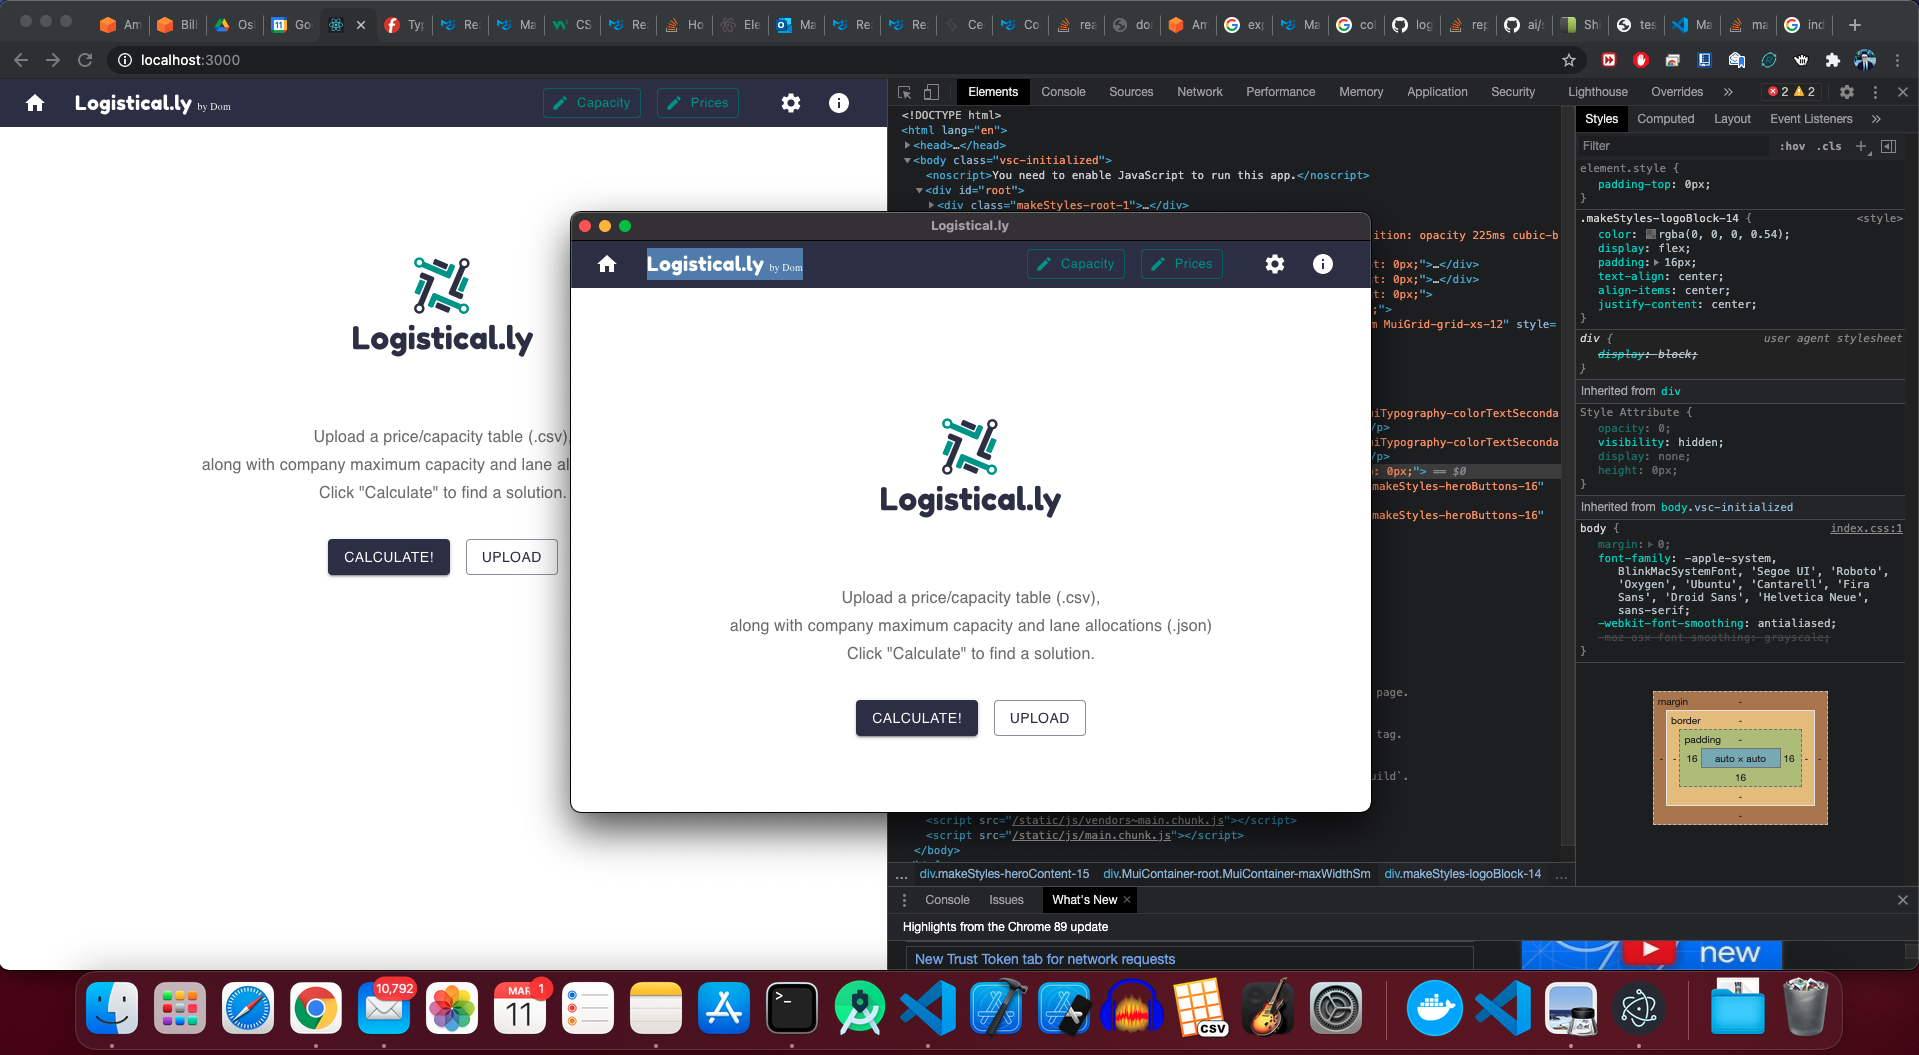 Am
Bil
Os
Go
Typ
Re
Ma
CS
Re
Ho
Ele
Ma
Re
Re
Ce
Co
rea
do
Am
exp
Ma
col
log
rep
ai/s
Sh
tes
Ma
ma
ind
localhost:3000
Logistical.ly by Dom
Capacity
Prices
Logistical.ly
Upload a price/capacity table (.csv),
along with company maximum capacity and lane al
Click "Calculate" to find a solution.
CALCULATE!
UPLOAD
Logistical.ly
Logistical.ly by Dom
Capacity
Prices
Logistical.ly
Upload a price/capacity table (.csv),
along with company maximum capacity and lane allocations (.json)
Click "Calculate" to find a solution.
CALCULATE!
UPLOAD
Elements Console Sources Network Performance Memory Application Security Lighthouse Overrides » 2 2
<!DOCTYPE html>
<html lang="en">
<head>…</head>
<body class="vsc-initialized">
<noscript>You need to enable JavaScript to run this app.</noscript>
<div id="root">
<div class="makeStyles-root-1">…</div>
ition: opacity 225ms cubic-b
t: 0px;">…</div>
t: 0px;">…</div>
t: 0px;">
;">
m MuiGrid-grid-xs-12" style=
uiTypography-colorTextSeconda
/p>
uiTypography-colorTextSeconda
/p>
: 0px;"> == $0
makeStyles-heroButtons-16"
makeStyles-heroButtons-16"
page.
tag.
uild`.
<script src="/static/js/vendors~main.chunk.js"></script>
<script src="/static/js/main.chunk.js"></script>
</body>
… div.makeStyles-heroContent-15 div.MuiContainer-root.MuiContainer-maxWidthSm div.makeStyles-logoBlock-14 …
Styles Computed Layout Event Listeners »
Filter :hov .cls +
element.style {
padding-top: 0px;
}
.makeStyles-logoBlock-14 { <style>
color: rgba(0, 0, 0, 0.54);
display: flex;
padding: 16px;
text-align: center;
align-items: center;
justify-content: center;
}
div { user agent stylesheet
display: block;
}
Inherited from div
Style Attribute {
opacity: 0;
visibility: hidden;
display: none;
height: 0px;
}
Inherited from body.vsc-initialized
body { index.css:1
margin: 0;
font-family: -apple-system,
BlinkMacSystemFont, 'Segoe UI', 'Roboto',
'Oxygen', 'Ubuntu', 'Cantarell', 'Fira
Sans', 'Droid Sans', 'Helvetica Neue',
sans-serif;
-webkit-font-smoothing: antialiased;
-moz-osx-font-smoothing: grayscale;
}
margin -
border -
padding -
- - 16 auto × auto 16 - -
16
-
-
Console Issues What's New
Highlights from the Chrome 89 update
New Trust Token tab for network requests
new
10,792
MAR 1
11
>_
CSV